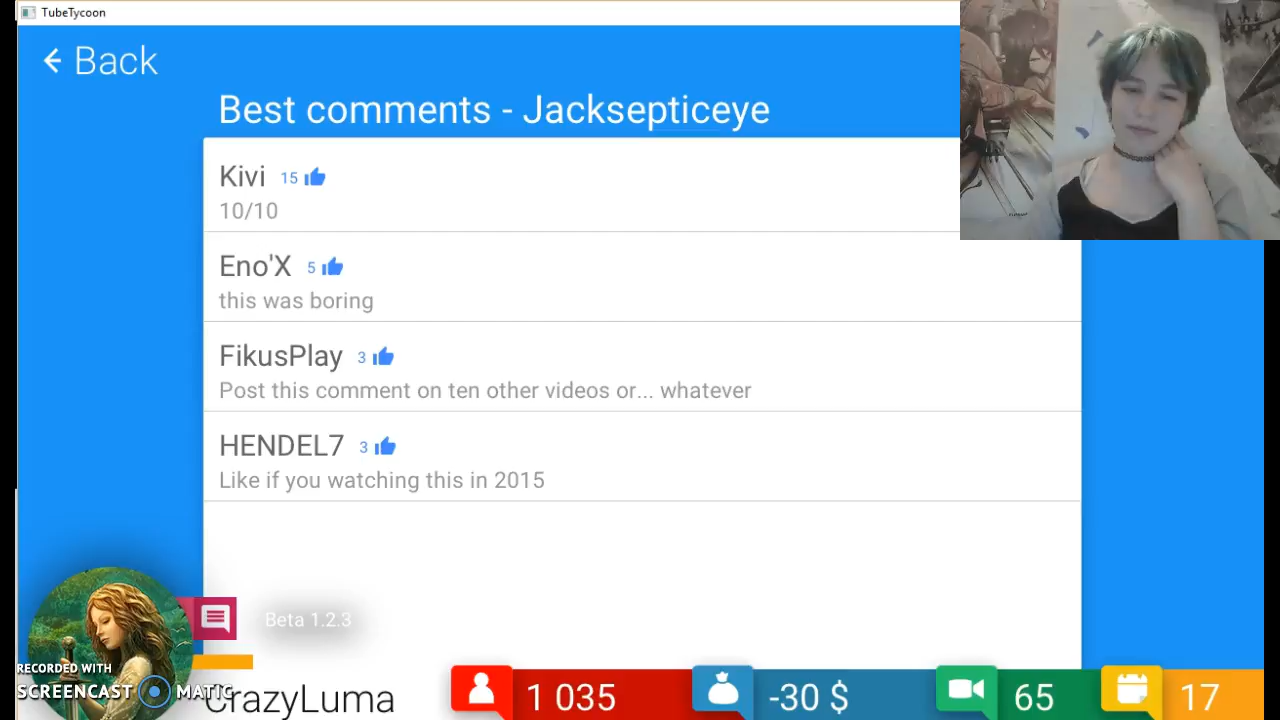 TubeTycoon
Back
Best comments - Jacksepticeye
Kivi 15
10/10
Eno'X 5
this was boring
FikusPlay 3
Post this comment on ten other videos or... whatever
HENDEL7 3
Like if you watching this in 2015
Beta 1.2.3
RECORDED WITH
SCREENCAST MATIC
CrazyLuma
1 035
-30 $
65
17